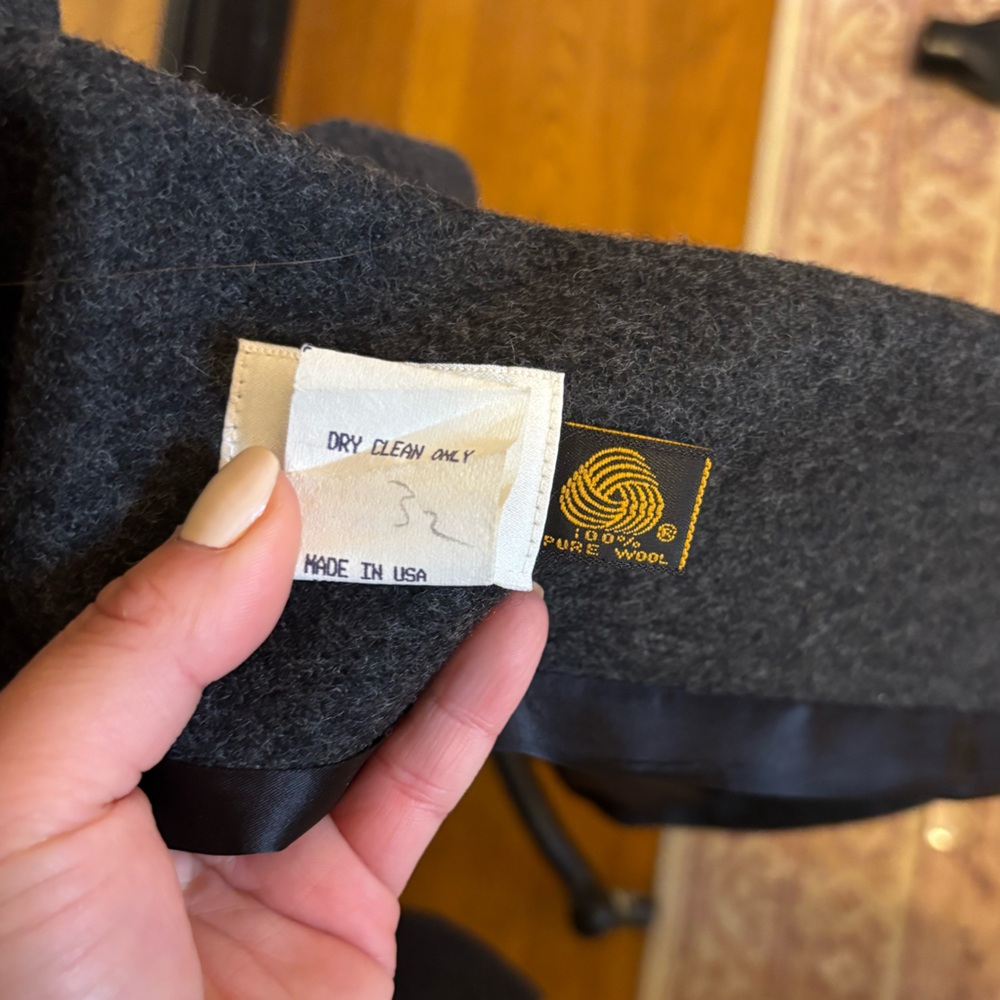 DRY CLEAN ONLY
32
MADE IN USA
®
100%
PURE WOOL